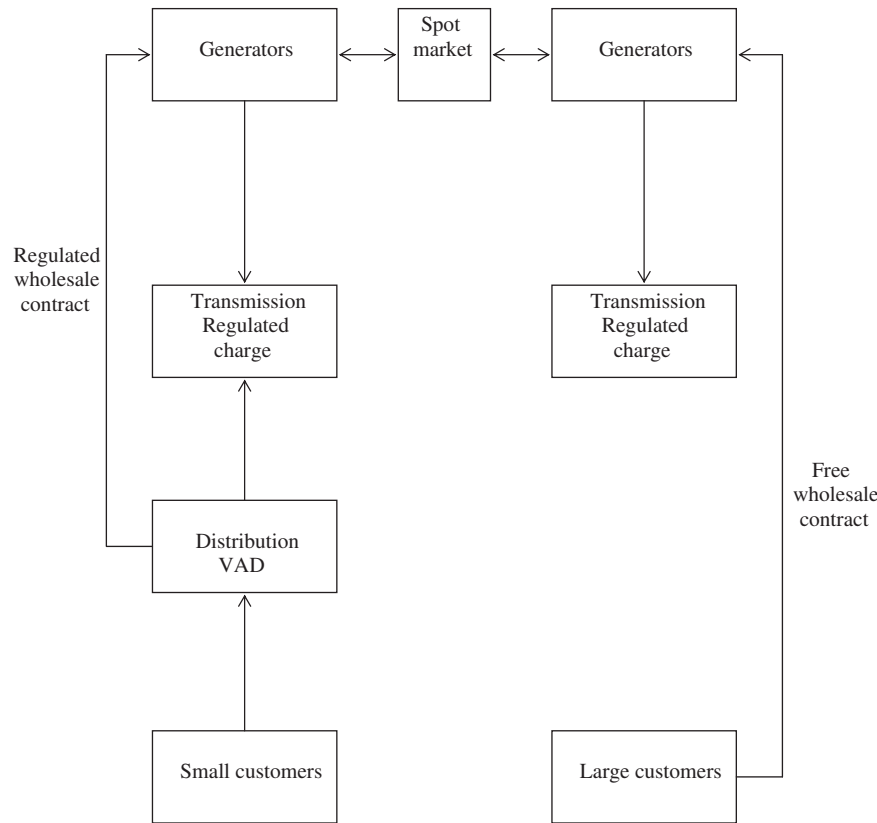 Generators
Spot
market
Generators
Regulated
wholesale
contract
Transmission
Regulated
charge
Transmission
Regulated
charge
Free
wholesale
contract
Distribution
VAD
Small customers
Large customers